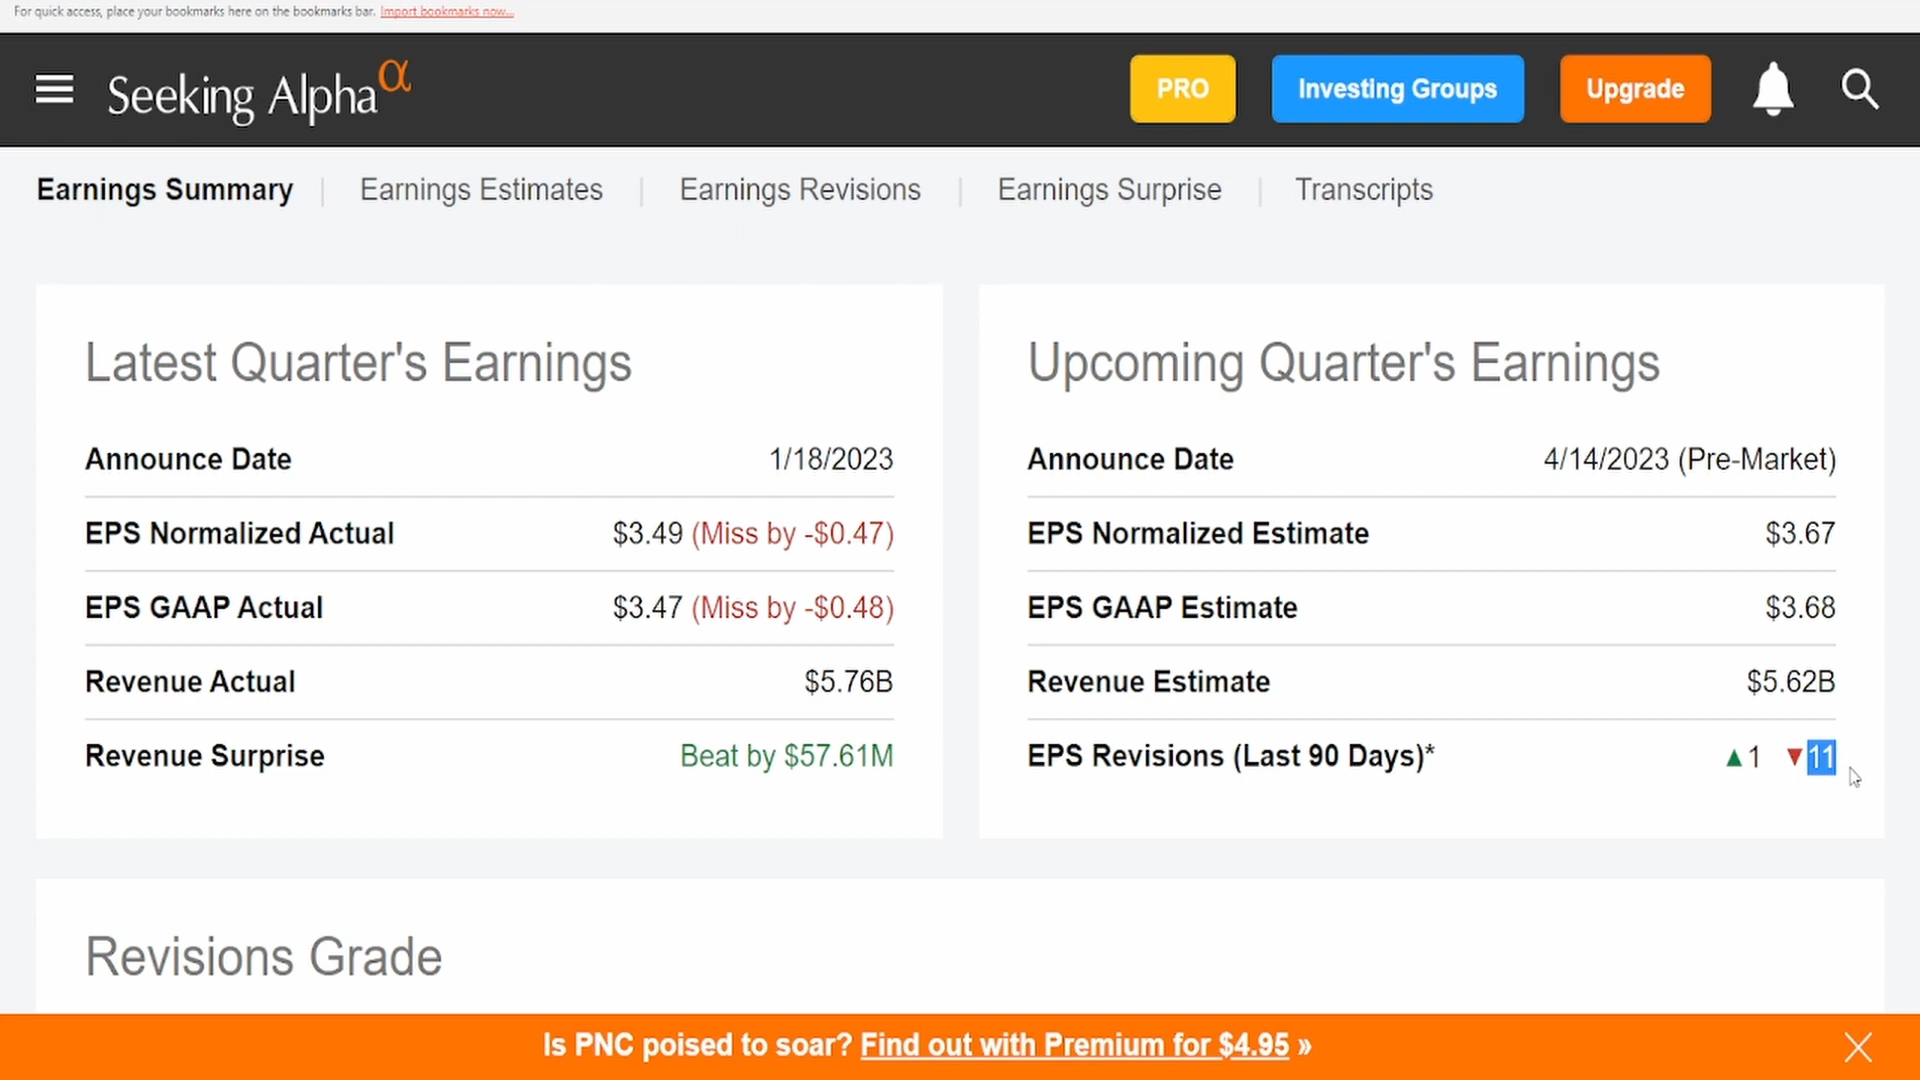 For quick access, place your bookmarks here on the bookmarks bar. Import bookmarks now...
Seeking Alpha α
PRO
Investing Groups
Upgrade
Earnings Summary | Earnings Estimates | Earnings Revisions | Earnings Surprise | Transcripts
Latest Quarter's Earnings
Announce Date 1/18/2023
EPS Normalized Actual $3.49 (Miss by -$0.47)
EPS GAAP Actual $3.47 (Miss by -$0.48)
Revenue Actual $5.76B
Revenue Surprise Beat by $57.61M
Upcoming Quarter's Earnings
Announce Date 4/14/2023 (Pre-Market)
EPS Normalized Estimate $3.67
EPS GAAP Estimate $3.68
Revenue Estimate $5.62B
EPS Revisions (Last 90 Days)* ▲1 ▼11
Revisions Grade
Is PNC poised to soar? Find out with Premium for $4.95 »